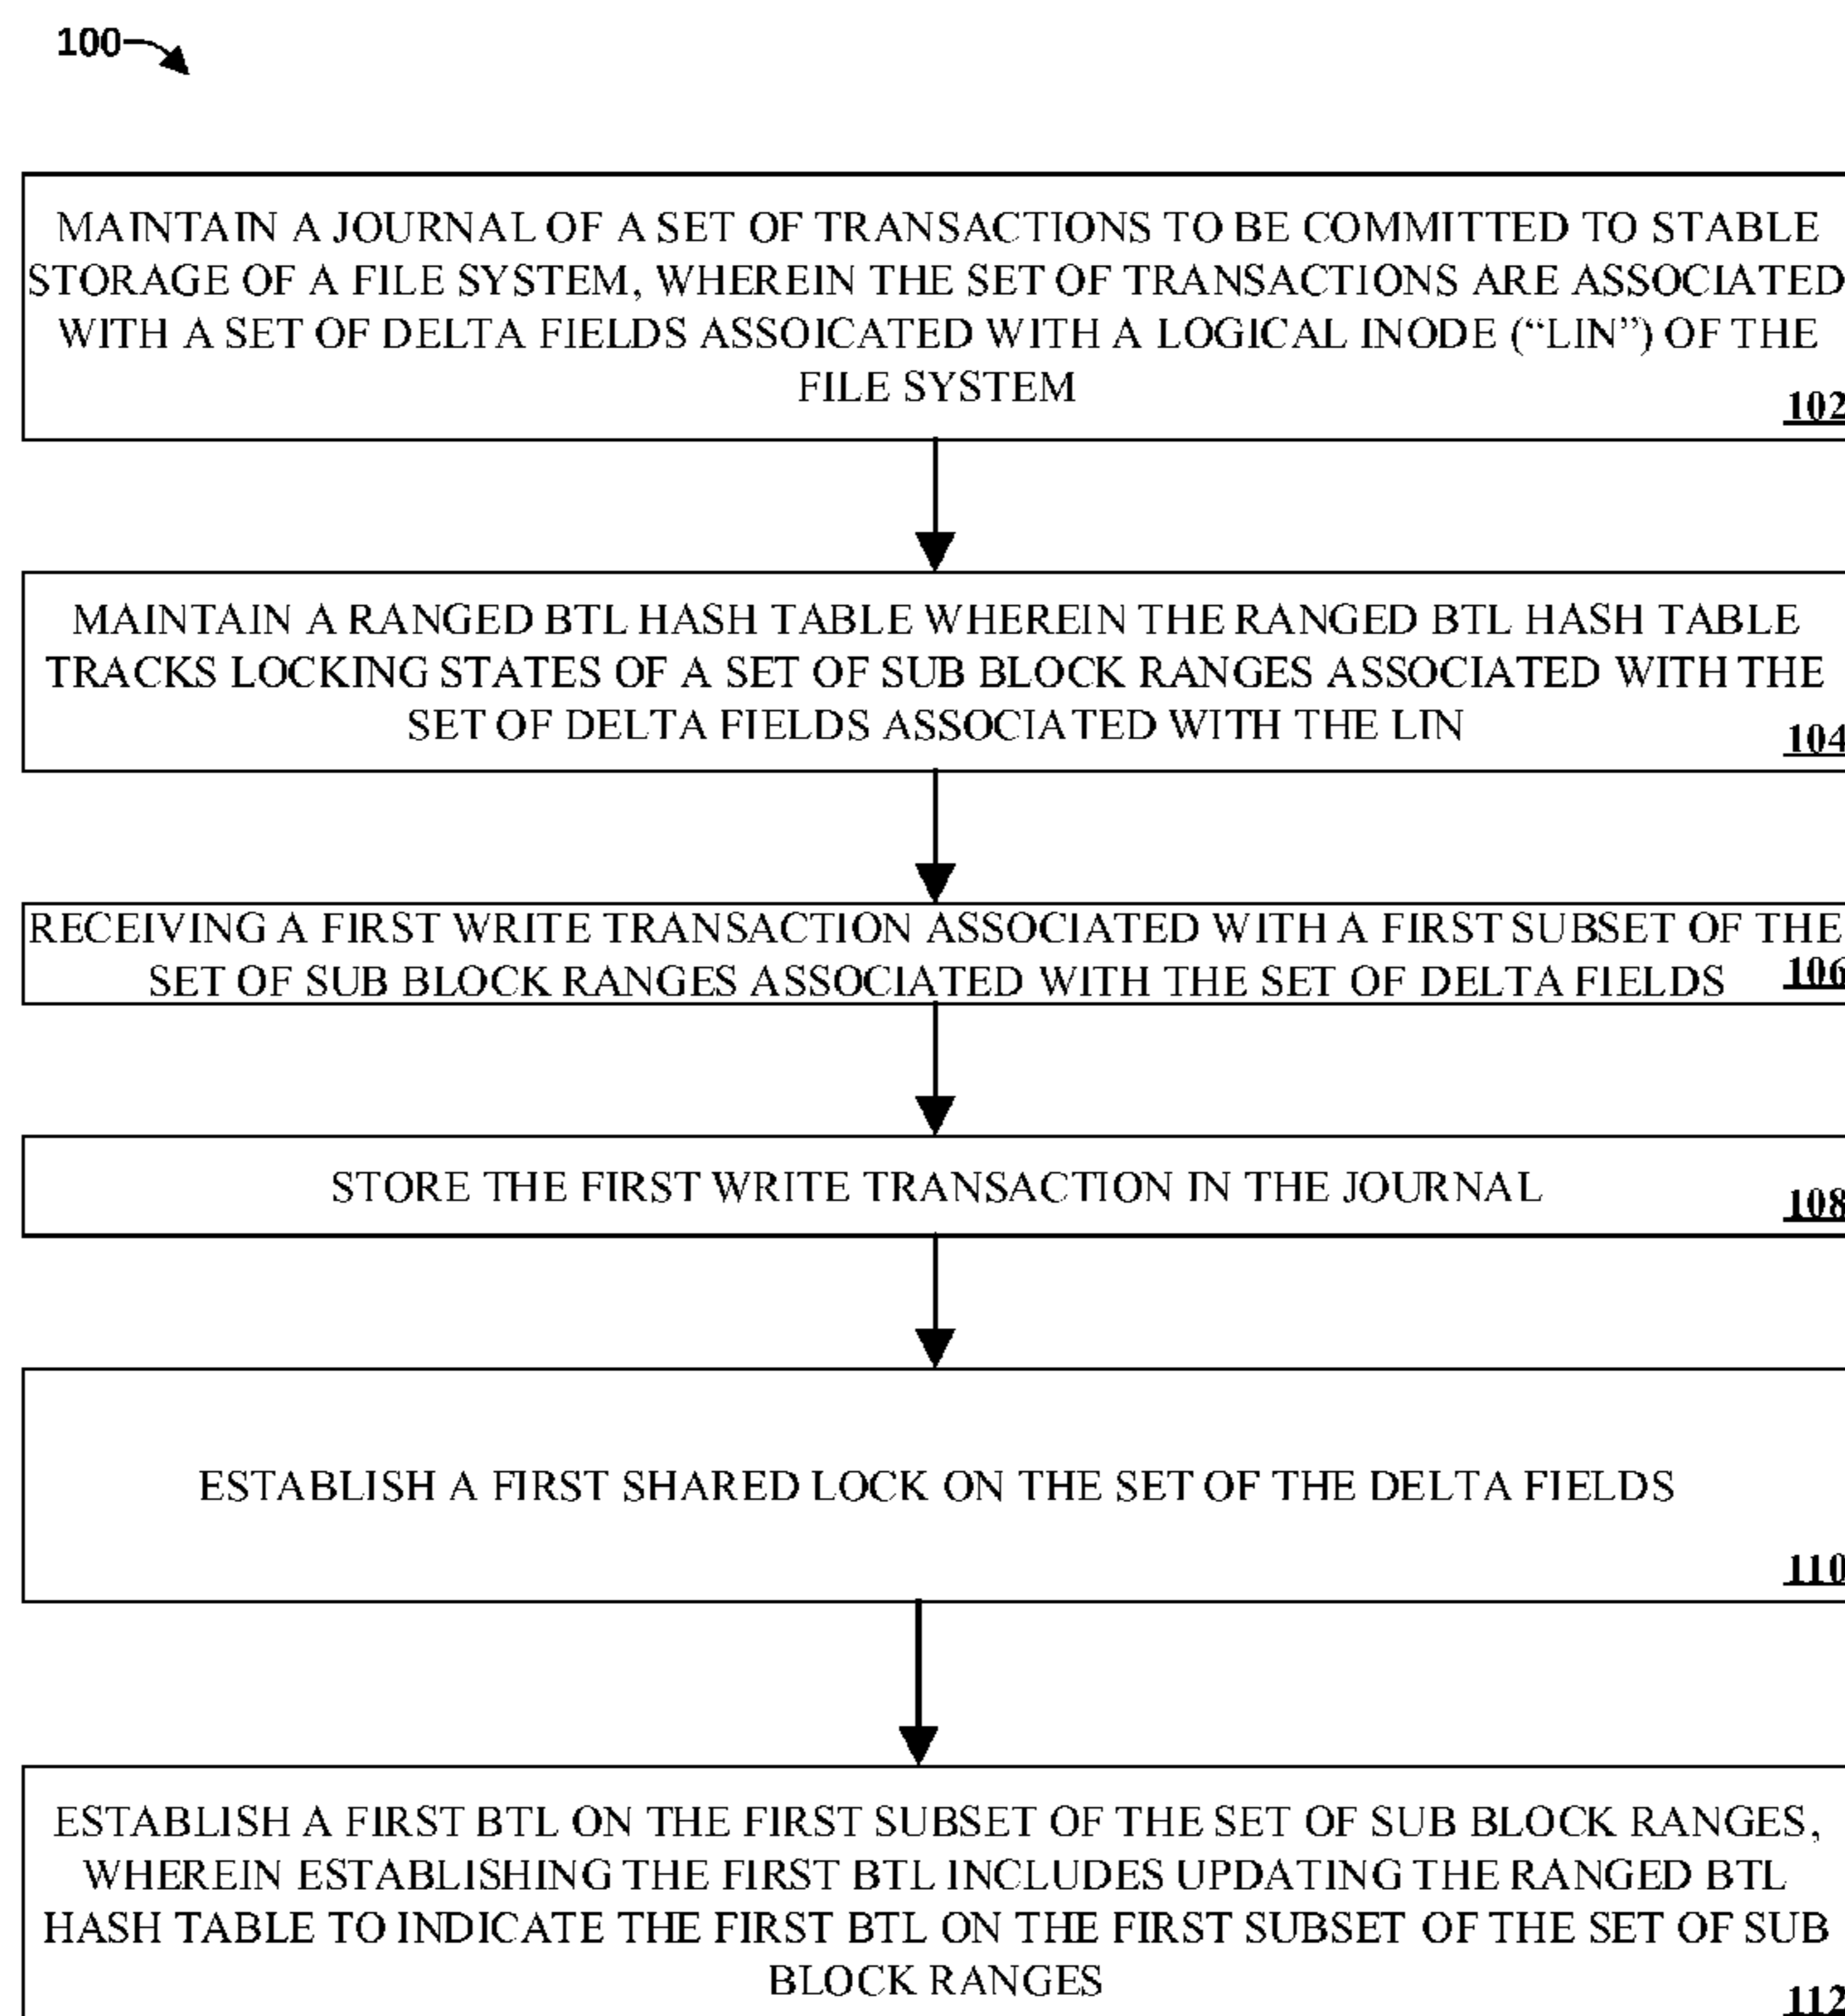 100
MAINTAIN A JOURNAL OF A SET OF TRANSACTIONS TO BE COMMITTED TO STABLE
STORAGE OF A FILE SYSTEM, WHEREIN THE SET OF TRANSACTIONS ARE ASSOCIATED
WITH A SET OF DELTA FIELDS ASSOICATED WITH A LOGICAL INODE (“LIN”) OF THE
FILE SYSTEM
102
MAINTAIN A RANGED BTL HASH TABLE WHEREIN THE RANGED BTL HASH TABLE
TRACKS LOCKING STATES OF A SET OF SUB BLOCK RANGES ASSOCIATED WITH THE
SET OF DELTA FIELDS ASSOCIATED WITH THE LIN
104
RECEIVING A FIRST WRITE TRANSACTION ASSOCIATED WITH A FIRST SUBSET OF THE
SET OF SUB BLOCK RANGES ASSOCIATED WITH THE SET OF DELTA FIELDS
106
STORE THE FIRST WRITE TRANSACTION IN THE JOURNAL
108
ESTABLISH A FIRST SHARED LOCK ON THE SET OF THE DELTA FIELDS
110
ESTABLISH A FIRST BTL ON THE FIRST SUBSET OF THE SET OF SUB BLOCK RANGES,
WHEREIN ESTABLISHING THE FIRST BTL INCLUDES UPDATING THE RANGED BTL
HASH TABLE TO INDICATE THE FIRST BTL ON THE FIRST SUBSET OF THE SET OF SUB
BLOCK RANGES
112